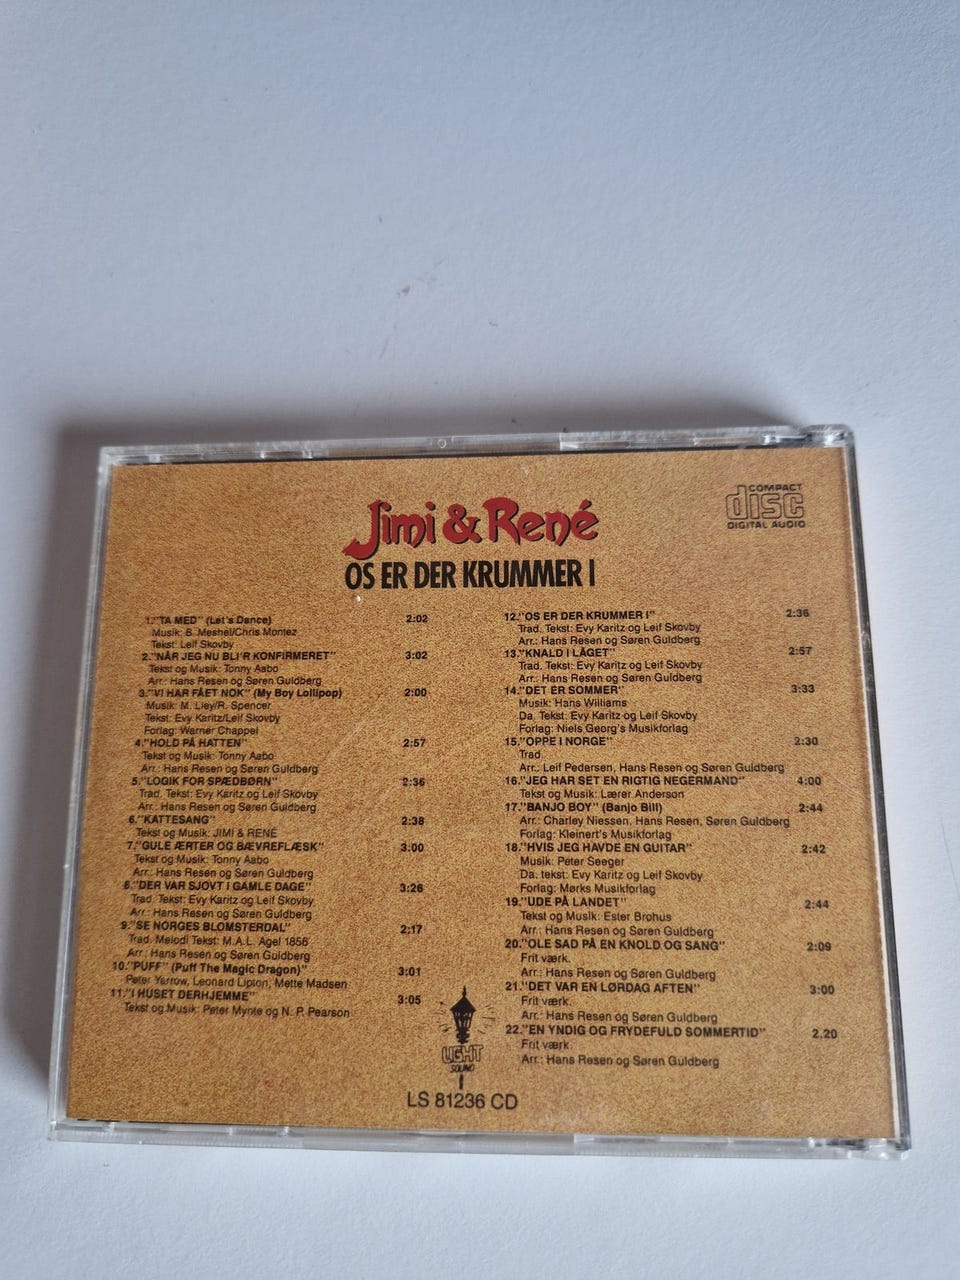 Jimi & René
OS ER DER KRUMMER I
COMPACT
disc
DIGITAL AUDIO
1."TA MED" (Let's Dance) 2:02
Musik: B. Meshel/Chris Montez
Tekst: Leif Skovby
2."NÅR JEG NU BLI'R KONFIRMERET" 3:02
Tekst og Musik: Tonny Aabo
Arr: Hans Resen og Søren Guldberg
3."VI HAR FÅET NOK" (My Boy Lollipop) 2:00
Musik: M. Liey/R. Spencer
Tekst: Evy Karitz/Leif Skovby
Forlag: Warner Chappel
4."HOLD PÅ HATTEN" 2:57
Tekst og Musik: Tonny Aabo
Arr.: Hans Resen og Søren Guldberg
5."LOGIK FOR SPÆDBØRN" 2:36
Trad. Tekst: Evy Karitz og Leif Skovby
Arr.: Hans Resen og Søren Guldberg
6."KATTESANG" 2:38
Tekst og Musik: JIMI & RENÉ
7."GULE ÆRTER OG BÆVREFLÆSK" 3:00
Tekst og Musik: Tonny Aabo
Arr.: Hans Resen og Søren Guldberg
8."DER VAR SJOVT I GAMLE DAGE" 3:26
Trad. Tekst: Evy Karitz og Leif Skovby
Arr.: Hans Resen og Søren Guldberg
9."SE NORGES BLOMSTERDAL" 2:17
Trad. Melodi Tekst: M.A.L. Agel 1856
Arr.: Hans Resen og Søren Guldberg
10."PUFF" (Puff The Magic Dragon)" 3:01
Peter Yarrow, Leonard Lipton, Mette Madsen
11."I HUSET DERHJEMME" 3:05
Tekst og Musik: Peter Mynte og N. P. Pearson
12."OS ER DER KRUMMER I" 2:36
Trad. Tekst: Evy Karitz og Leif Skovby
Arr.: Hans Resen og Søren Guldberg
13."KNALD I LÅGET" 2:57
Trad. Tekst: Evy Karitz og Leif Skovby
Arr.: Hans Resen og Søren Guldberg
14."DET ER SOMMER" 3:33
Musik: Hans Williams
Da. Tekst: Evy Karitz og Leif Skovby
Forlag: Niels Georg's Musikforlag
15."OPPE I NORGE" 2:30
Trad.
Arr.: Leif Pedersen, Hans Resen og Søren Guldberg
16."JEG HAR SET EN RIGTIG NEGERMAND" 4:00
Tekst og Musik: Lærer Anderson
17."BANJO BOY" (Banjo Bill) 2:44
Arr.: Charley Niessen, Hans Resen, Søren Guldberg
Forlag: Kleinert's Musikforlag
18."HVIS JEG HAVDE EN GUITAR" 2:42
Musik: Peter Seeger
Da. tekst: Evy Karitz og Leif Skovby
Forlag: Mørks Musikforlag
19."UDE PÅ LANDET" 2:44
Tekst og Musik: Ester Brohus
Arr.: Hans Resen og Søren Guldberg
20."OLE SAD PÅ EN KNOLD OG SANG" 2:09
Frit værk.
Arr.: Hans Resen og Søren Guldberg
21."DET VAR EN LØRDAG AFTEN" 3:00
Frit værk.
Arr.: Hans Resen og Søren Guldberg
22."EN YNDIG OG FRYDEFULD SOMMERTID" 2.20
Frit værk.
Arr.: Hans Resen og Søren Guldberg
LIGHT
SOUND
LS 81236 CD